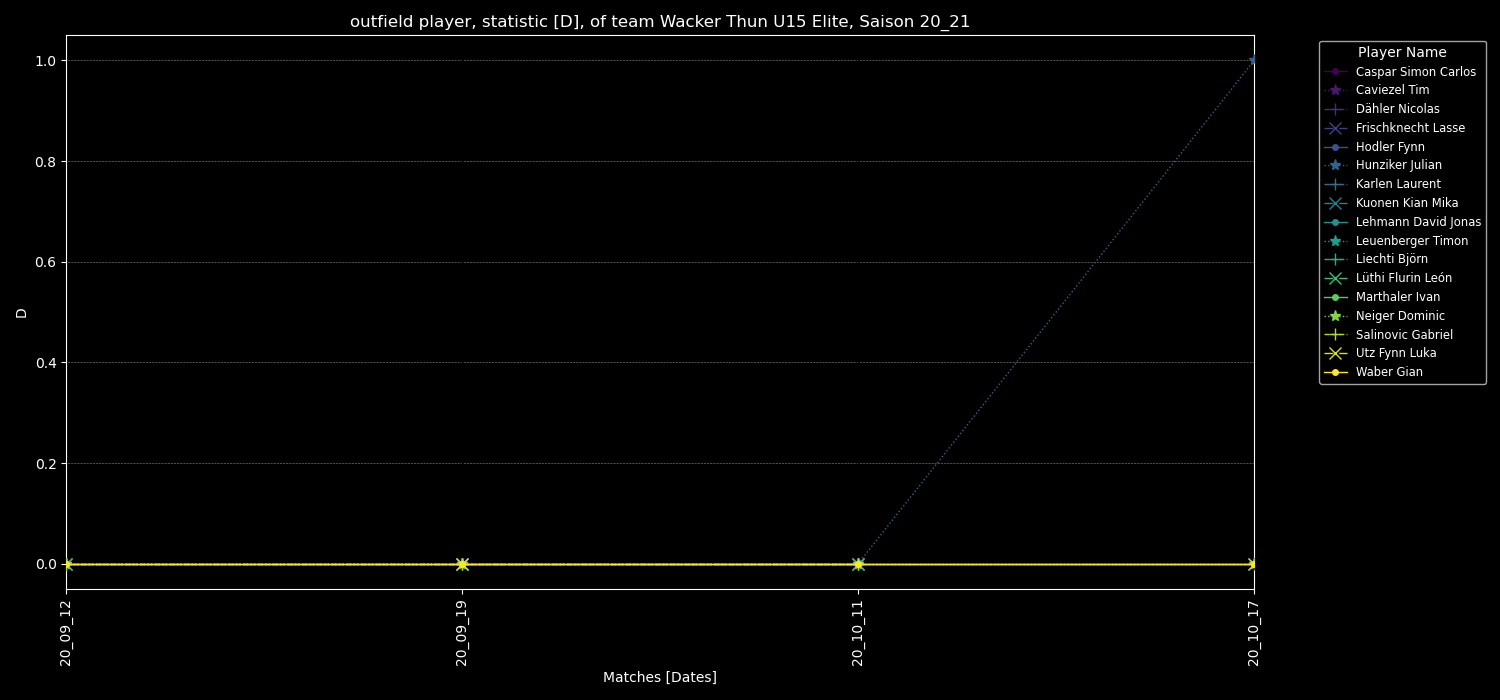 outfield player, statistic [D], of team Wacker Thun U15 Elite, Saison 20_21
1.0
0.8
0.6
0.4
0.2
0.0
D
20_09_12
20_09_19
20_10_11
20_10_17
Matches [Dates]
Player Name
Caspar Simon Carlos
Caviezel Tim
Dähler Nicolas
Frischknecht Lasse
Hodler Fynn
Hunziker Julian
Karlen Laurent
Kuonen Kian Mika
Lehmann David Jonas
Leuenberger Timon
Liechti Björn
Lüthi Flurin León
Marthaler Ivan
Neiger Dominic
Salinovic Gabriel
Utz Fynn Luka
Waber Gian